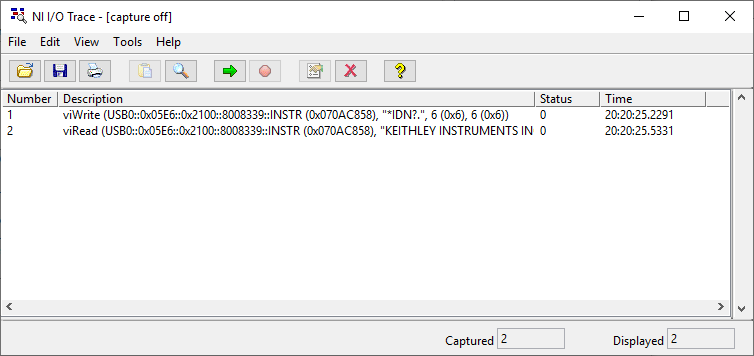 NI I/O Trace - [capture off]
File Edit View Tools Help
Number Description Status Time
1 viWrite (USB0::0x05E6::0x2100::8008339::INSTR (0x070AC858), "*IDN?.", 6 (0x6), 6 (0x6)) 0 20:20:25.2291
2 viRead (USB0::0x05E6::0x2100::8008339::INSTR (0x070AC858), "KEITHLEY INSTRUMENTS IN 0 20:20:25.5331
Captured 2 Displayed 2